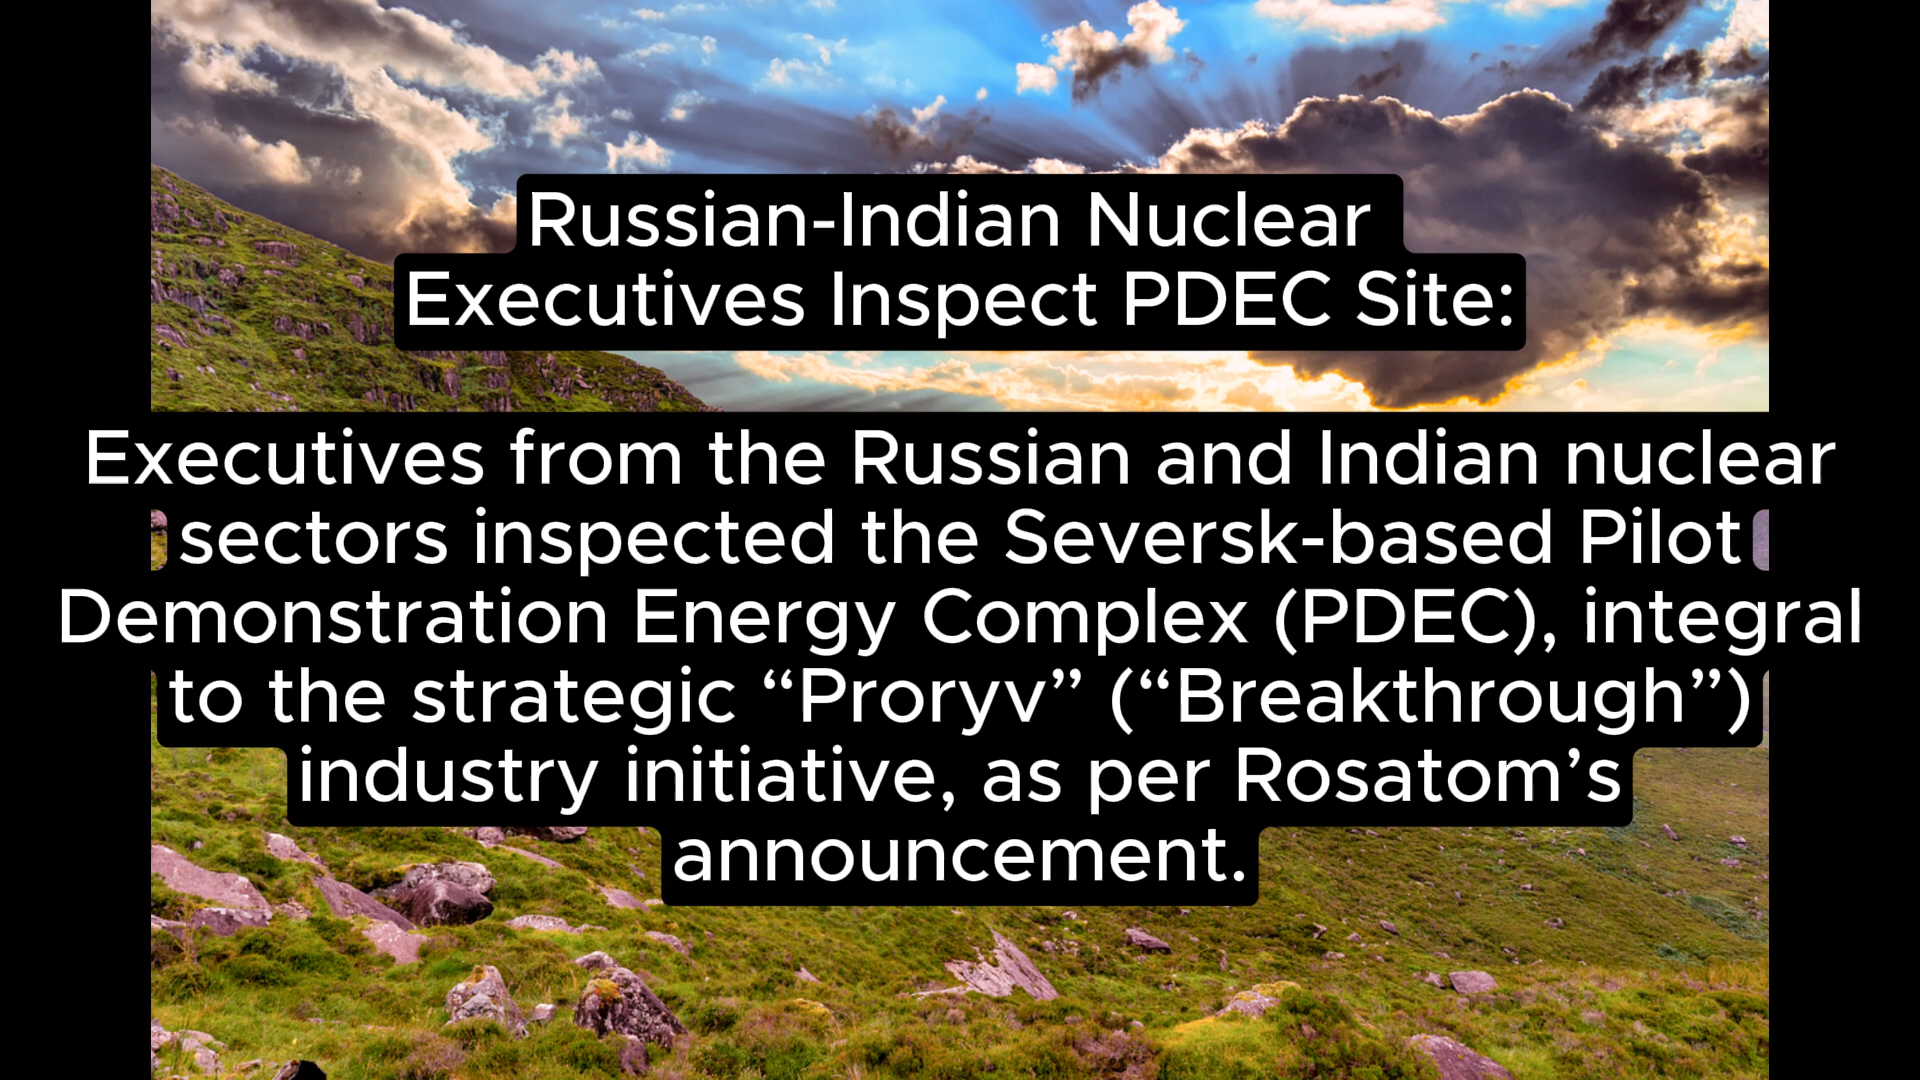 Russian-Indian Nuclear
Executives Inspect PDEC Site:
Executives from the Russian and Indian nuclear
sectors inspected the Seversk-based Pilot
Demonstration Energy Complex (PDEC), integral
to the strategic “Proryv” (“Breakthrough”)
industry initiative, as per Rosatom’s
announcement.